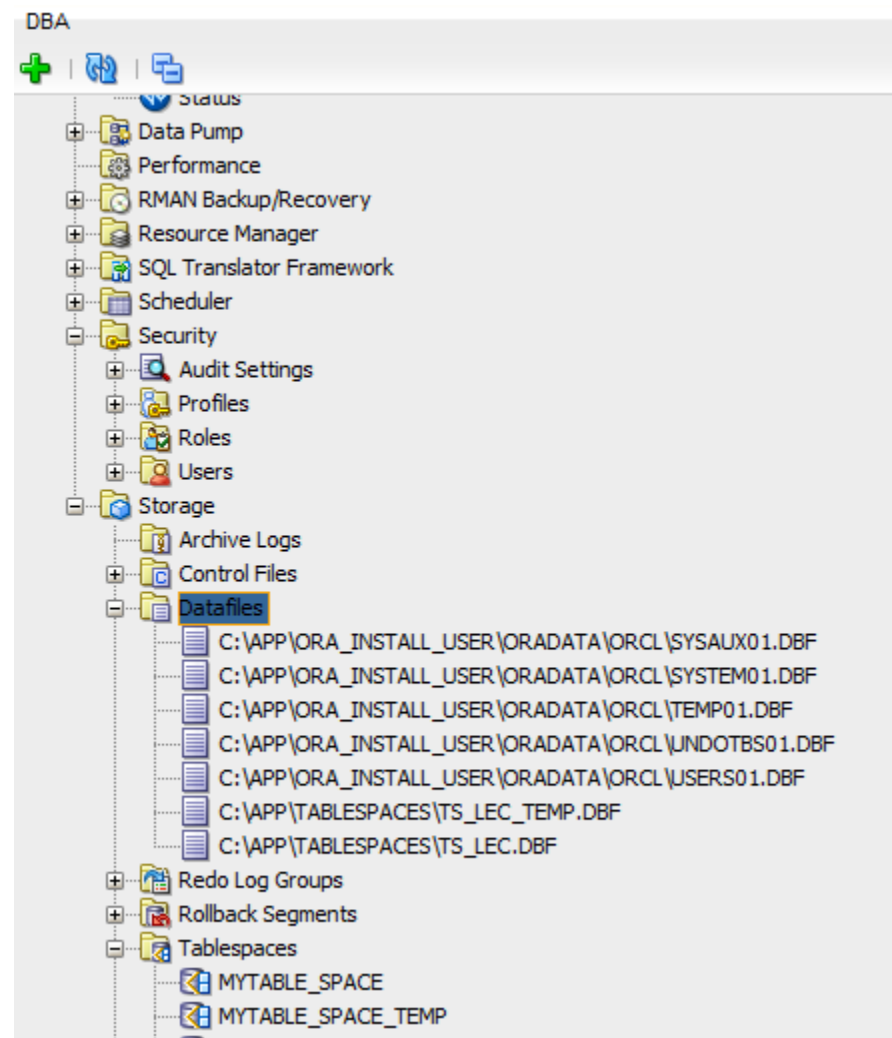 DBA
Status
Data Pump
Performance
RMAN Backup/Recovery
Resource Manager
SQL Translator Framework
Scheduler
Security
Audit Settings
Profiles
Roles
Users
Storage
Archive Logs
Control Files
Datafiles
C:\APP\ORA_INSTALL_USER\ORADATA\ORCL\SYSAUX01.DBF
C:\APP\ORA_INSTALL_USER\ORADATA\ORCL\SYSTEM01.DBF
C:\APP\ORA_INSTALL_USER\ORADATA\ORCL\TEMP01.DBF
C:\APP\ORA_INSTALL_USER\ORADATA\ORCL\UNDOTBS01.DBF
C:\APP\ORA_INSTALL_USER\ORADATA\ORCL\USERS01.DBF
C:\APP\TABLESPACES\TS_LEC_TEMP.DBF
C:\APP\TABLESPACES\TS_LEC.DBF
Redo Log Groups
Rollback Segments
Tablespaces
MYTABLE_SPACE
MYTABLE_SPACE_TEMP